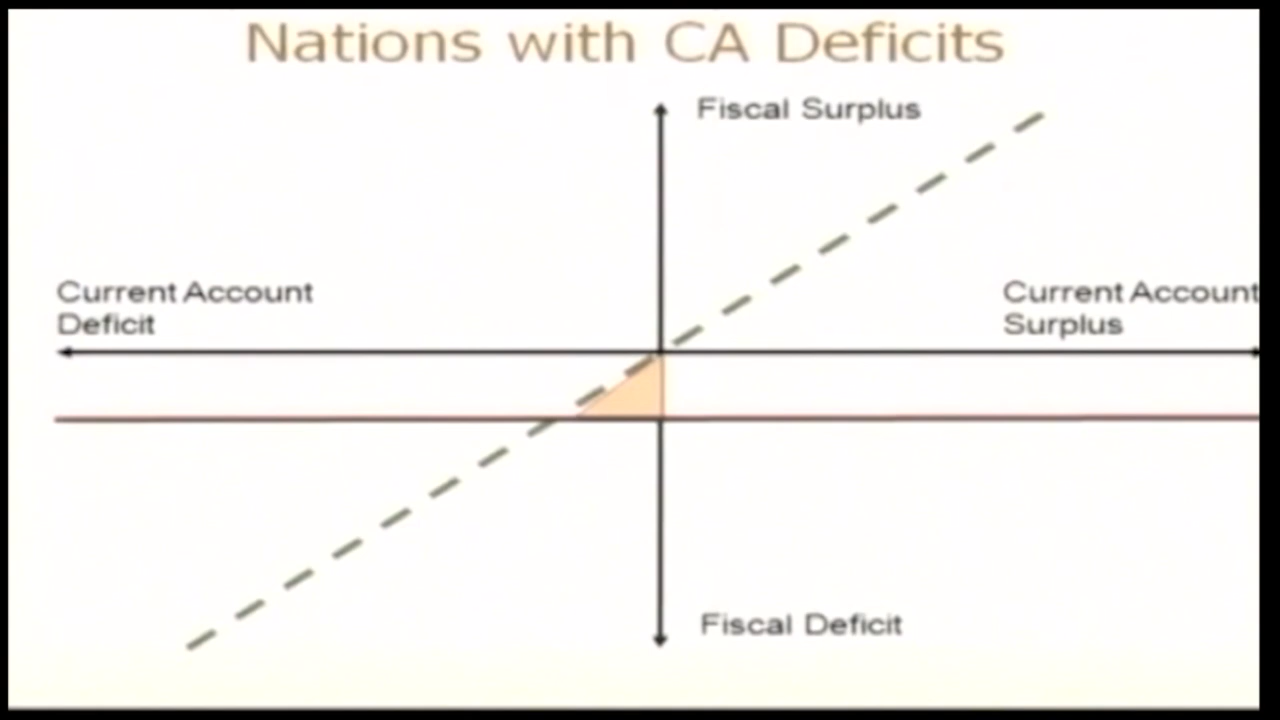 Nations with CA Deficits
Fiscal Surplus
Current Account
Deficit
Current Account
Surplus
Fiscal Deficit